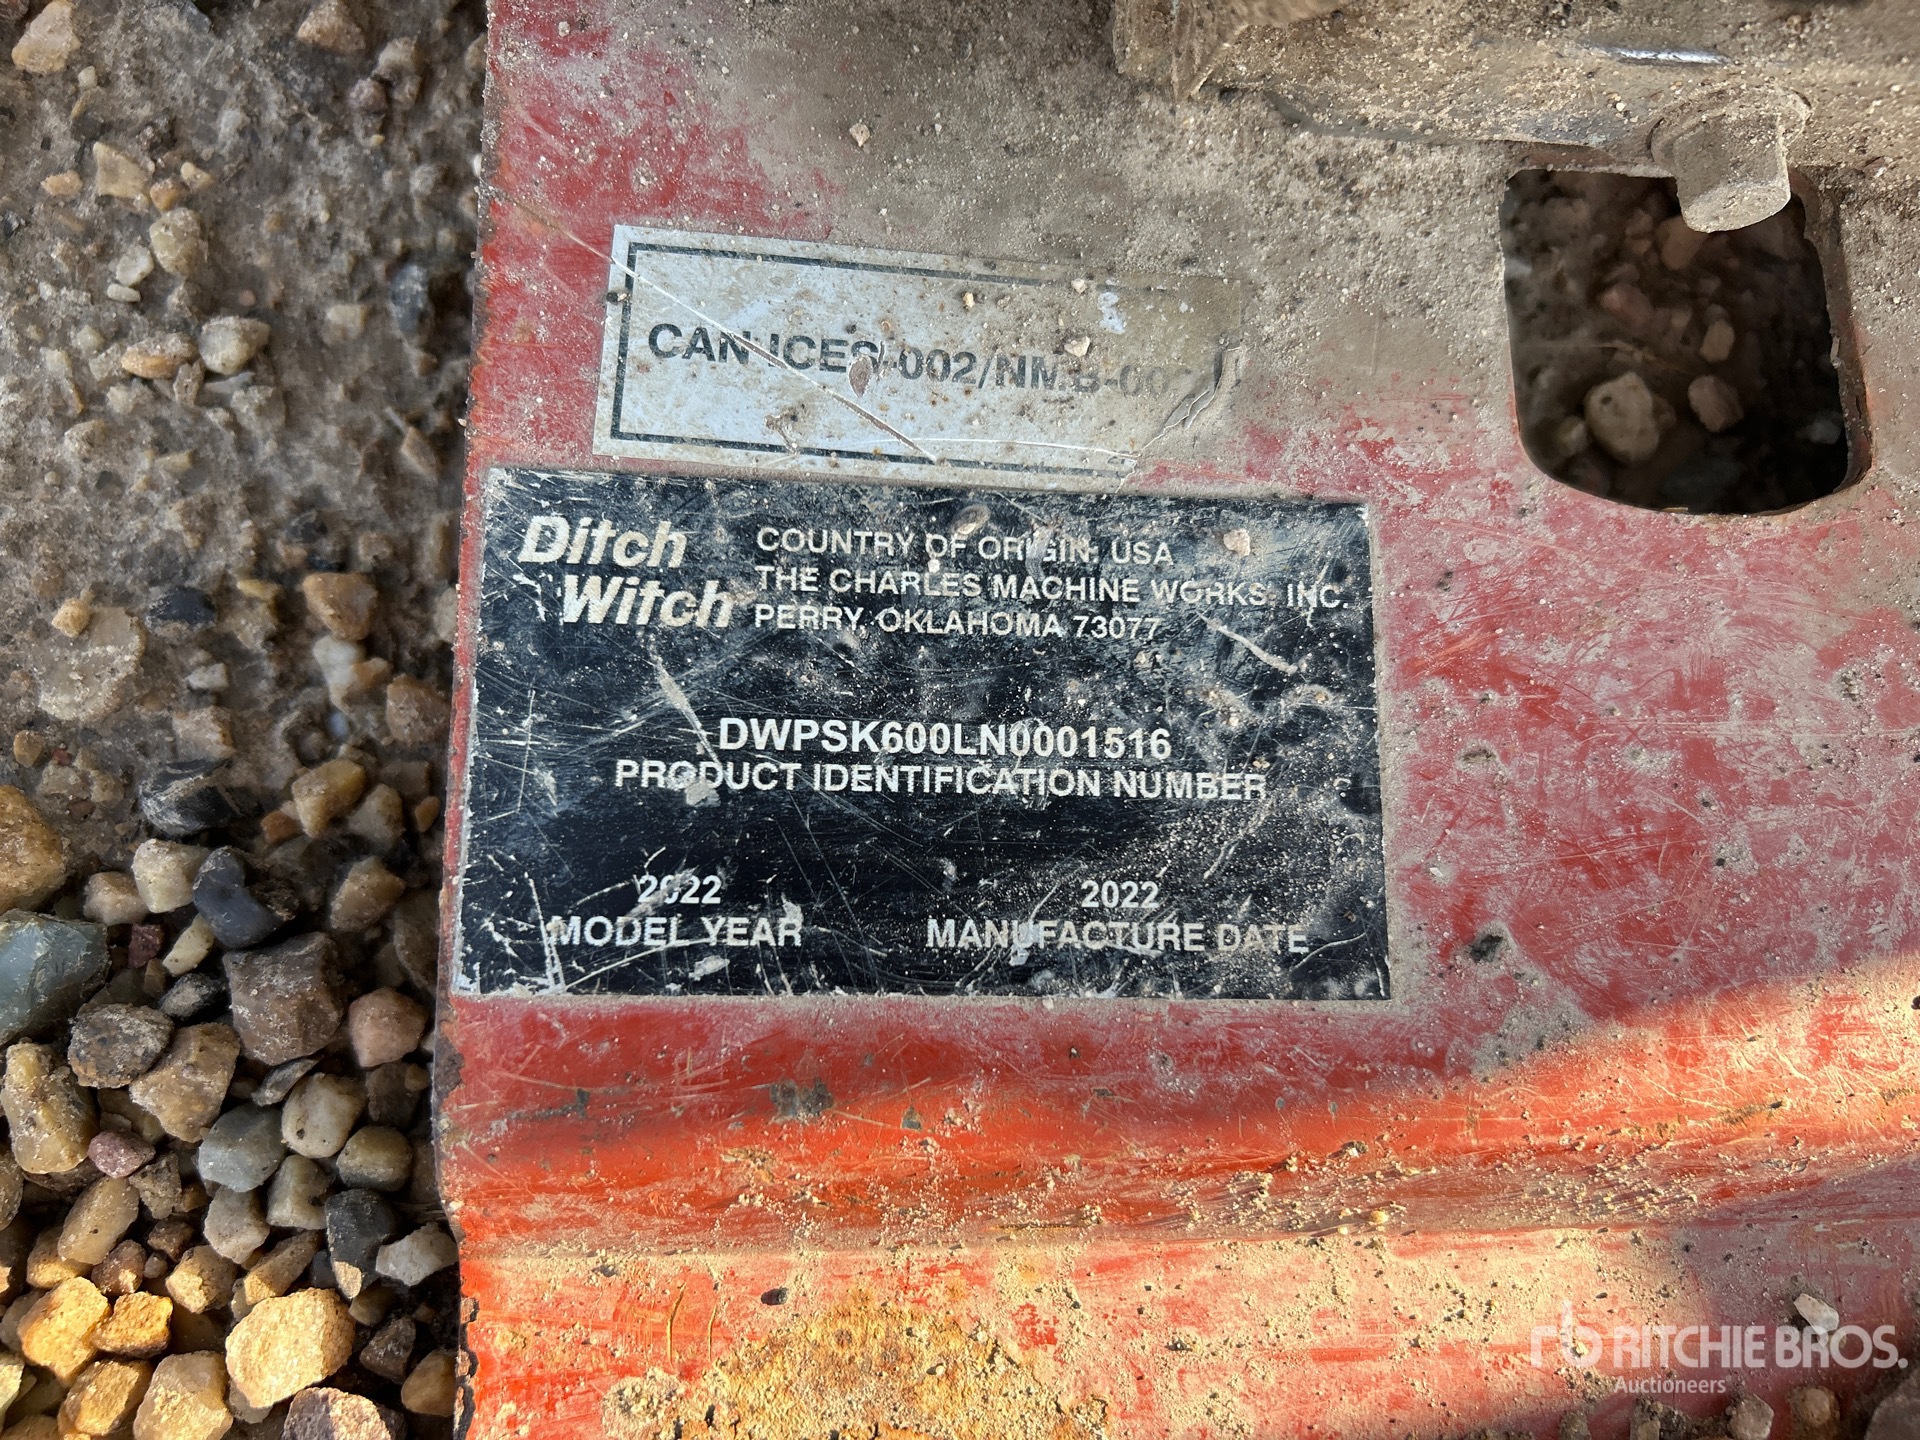 CAN ICES-002/NMB-002
Ditch
Witch
COUNTRY OF ORIGIN: USA
THE CHARLES MACHINE WORKS, INC.
PERRY, OKLAHOMA 73077
DWPSK600LN0001516
PRODUCT IDENTIFICATION NUMBER
2022
MODEL YEAR
2022
MANUFACTURE DATE
RITCHIE BROS.
Auctioneers